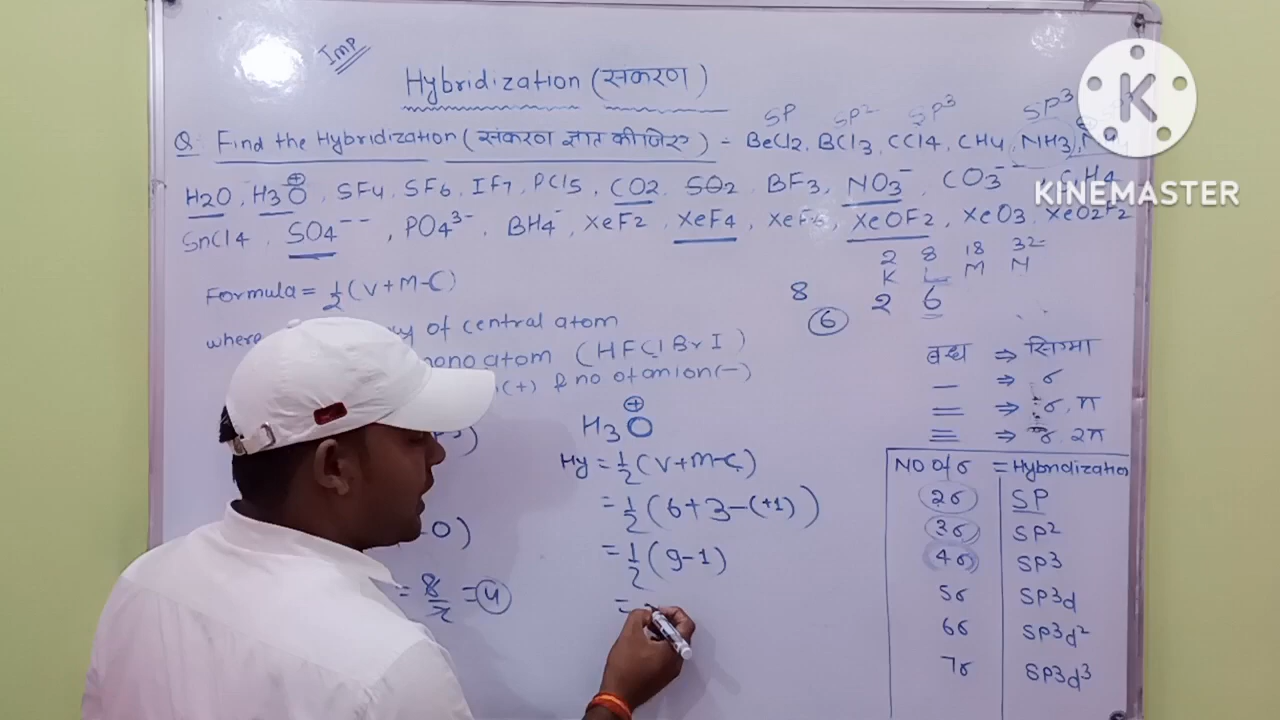 Imp
Hybridization (संकरण)
SP SP2 SP3 SP3
Q. Find the Hybridization (संकरण ज्ञात कीजिए) = BeCl2, BCl3, CCl4, CH4, NH3,
H2O, H3O⊕, SF4, SF6, IF7, PCl5, CO2, SO2, BF3, NO3⁻, CO3⁻⁻
SnCl4, SO4⁻⁻, PO4³⁻, BH4⁻, XeF2, XeF4, XeF6, XeOF2, XeO3, XeO2F2
K
KINEMASTER
2 8 18 32
K L M N
8 2 6
6
Formula = ½(V+M-C)
where of central atom
mono atom (H F Cl Br I)
(+) & no of anion (-)
बन्ध ⇒ सिग्मा
— ⇒ σ
= ⇒ σ, π
≡ ⇒ σ, 2π
H3O⊕
Hy = ½(V+M-C)
= ½(6+3-(+1))
= ½(9-1)
=
-0)
= 8/2 = 4
No of σ = Hybridization
2σ SP
3σ SP2
4σ SP3
5σ SP3d
6σ SP3d2
7σ SP3d3